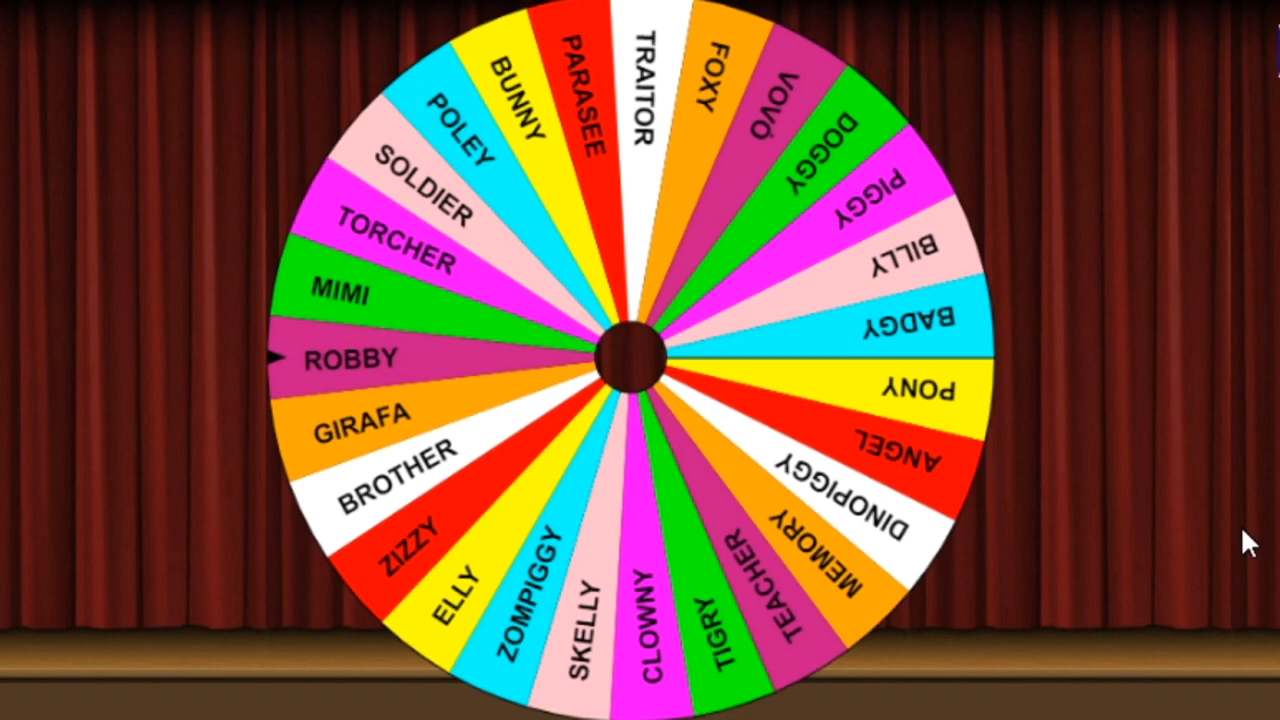 TRAITOR
FOXY
VOVÓ
DOGGY
PIGGY
BILLY
BADGY
PONY
ANGEL
DINOPIGGY
MEMORY
TEACHER
TIGRY
CLOWNY
SKELLY
ZOMPIGGY
ELLY
ZIZZY
BROTHER
GIRAFA
ROBBY
MIMI
TORCHER
SOLDIER
POLEY
BUNNY
PARASEE